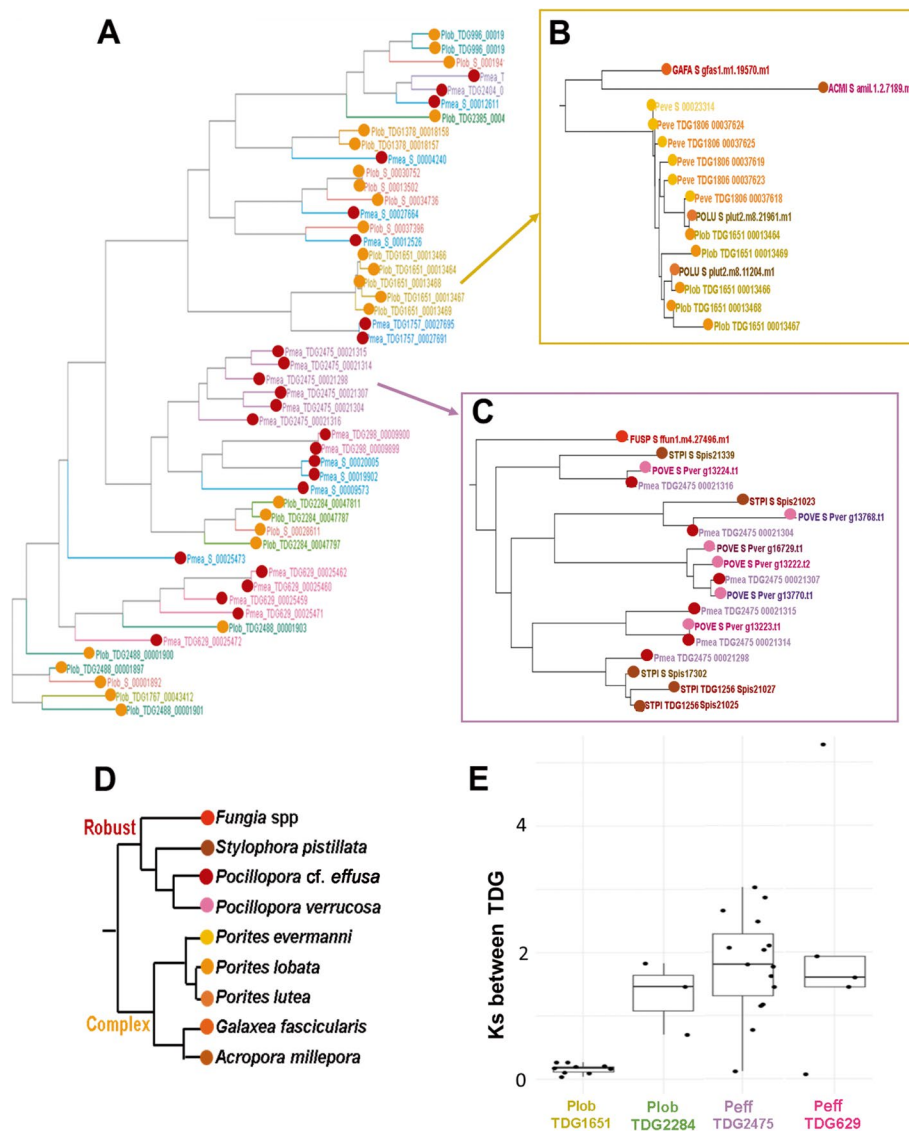 A
Plob_TDG996_00019
Plob_TDG996_00019
Plob_S_000194
Pmea_T
Pmea_TDG2404_0
Pmea_S_00012611
Plob_TDG2385_0004
Plob_TDG1378_00018158
Plob_TDG1378_00018157
Pmea_S_00004240
Plob_S_00030752
Plob_S_00013502
Plob_S_00034736
Pmea_S_00027664
Plob_S_00037396
Pmea_S_00012526
Plob_TDG1651_00013466
Plob_TDG1651_00013464
Plob_TDG1651_00013468
Plob_TDG1651_00013467
Plob_TDG1651_00013469
Pmea_TDG1757_00027695
Pmea_TDG1757_00027691
Pmea_TDG2475_00021315
Pmea_TDG2475_00021314
Pmea_TDG2475_00021298
Pmea_TDG2475_00021307
Pmea_TDG2475_00021304
Pmea_TDG2475_00021316
Pmea_TDG298_00009900
Pmea_TDG298_00009899
Pmea_S_00020005
Pmea_S_00019902
Pmea_S_00009573
Plob_TDG2284_00047811
Plob_TDG2284_00047787
Plob_S_00028611
Plob_TDG2284_00047797
Pmea_S_00025473
Pmea_TDG629_00025462
Pmea_TDG629_00025460
Pmea_TDG629_00025459
Pmea_TDG629_00025471
Plob_TDG2488_00001903
Pmea_TDG629_00025472
Plob_TDG2488_00001900
Plob_TDG2488_00001897
Plob_S_00001892
Plob_TDG1767_00043412
Plob_TDG2488_00001901
B
GAFA S gfas1.m1.19570.m1
ACMI S amil.1.2.7189.m
Peve S 00023314
Peve TDG1806 00037624
Peve TDG1806 00037625
Peve TDG1806 00037619
Peve TDG1806 00037623
Peve TDG1806 00037618
POLU S plut2.m8.21961.m1
Plob TDG1651 00013464
Plob TDG1651 00013469
POLU S plut2.m8.11204.m1
Plob TDG1651 00013466
Plob TDG1651 00013468
Plob TDG1651 00013467
C
FUSP S ffun1.m4.27496.m1
STPI S Spis21339
POVE S Pver g13224.t1
Pmea TDG2475 00021316
STPI S Spis21023
POVE S Pver g13768.t1
Pmea TDG2475 00021304
POVE S Pver g16729.t1
POVE S Pver g13222.t2
Pmea TDG2475 00021307
POVE S Pver g13770.t1
Pmea TDG2475 00021315
POVE S Pver g13223.t1
Pmea TDG2475 00021314
Pmea TDG2475 00021298
STPI S Spis17302
STPI TDG1256 Spis21027
STPI TDG1256 Spis21025
D
Robust
Complex
Fungia spp
Stylophora pistillata
Pocillopora cf. effusa
Pocillopora verrucosa
Porites evermanni
Porites lobata
Porites lutea
Galaxea fascicularis
Acropora millepora
E
Ks between TDG
4
2
0
Plob
TDG1651
Plob
TDG2284
Peff
TDG2475
Peff
TDG629